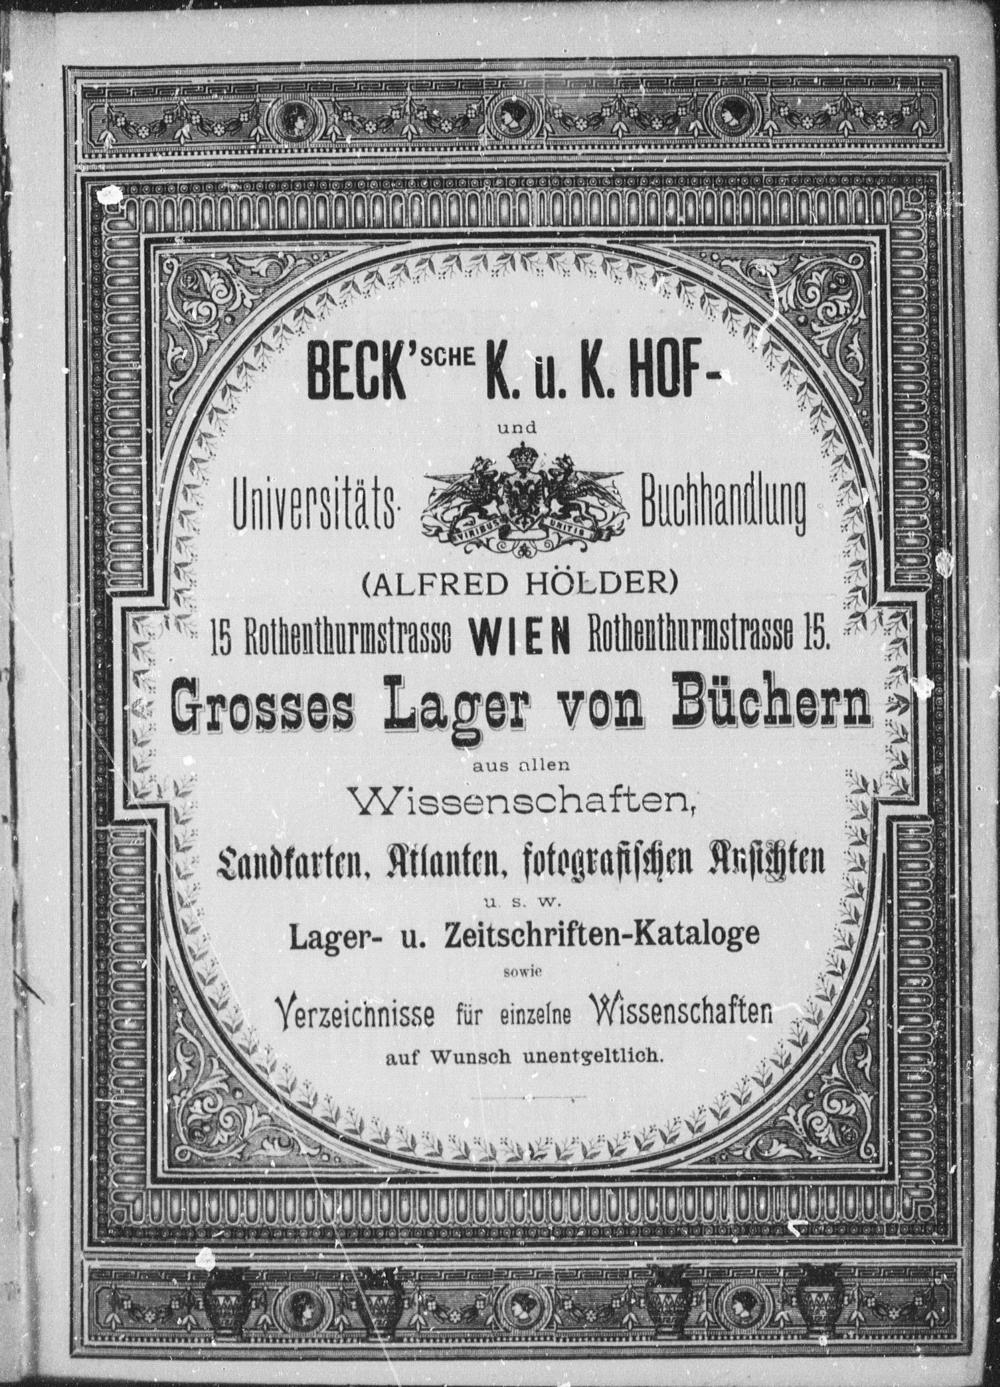 BECK'SCHE K. u. K. HOF-
und
Universitäts- Buchhandlung
VIRIBUS UNITIS
(ALFRED HÖLDER)
15 Rothenthurmstrasse WIEN Rothenthurmstrasse 15.
Grosses Lager von Büchern
aus allen
Wissenschaften,
Landkarten, Atlanten, fotografischen Ansichten
u. s. w.
Lager- u. Zeitschriften-Kataloge
sowie
Verzeichnisse für einzelne Wissenschaften
auf Wunsch unentgeltlich.